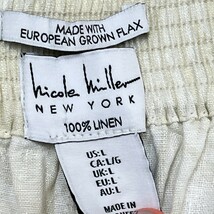 MADE WITH
EUROPEAN GROWN FLAX
nicole miller
NEW YORK
100% LINEN
US:L
CA:L/G
UK:L
EU:L
AU:L
MADE IN